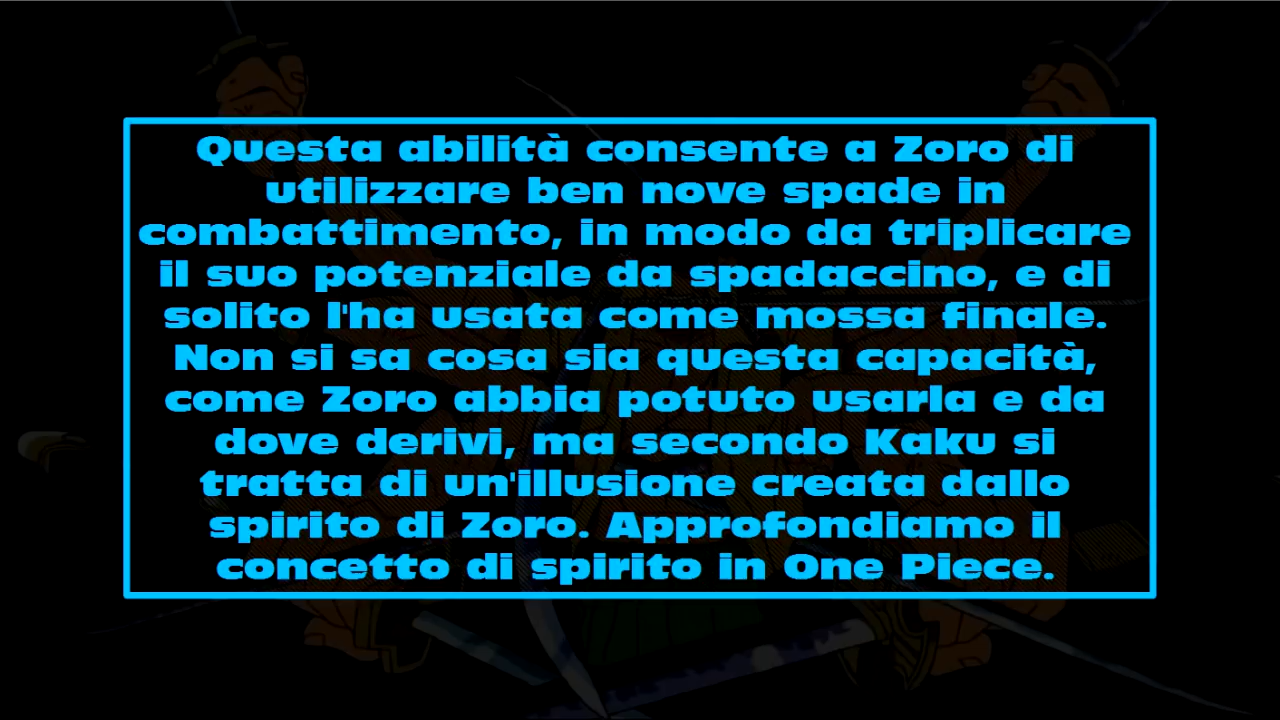 Questa abilità consente a Zoro di
utilizzare ben nove spade in
combattimento, in modo da triplicare
il suo potenziale da spadaccino, e di
solito l'ha usata come mossa finale.
Non si sa cosa sia questa capacità,
come Zoro abbia potuto usarla e da
dove derivi, ma secondo Kaku si
tratta di un'illusione creata dallo
spirito di Zoro. Approfondiamo il
concetto di spirito in One Piece.